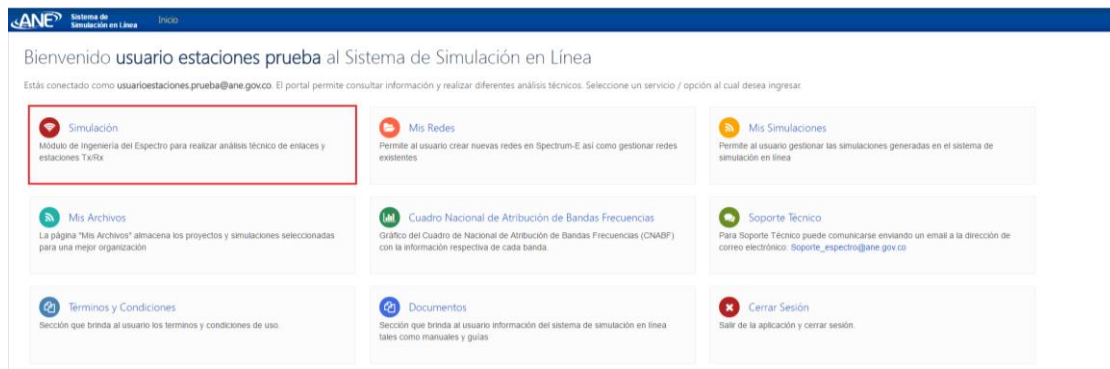 ANE
Sistema de
Simulación en Línea
Inicio
Bienvenido usuario estaciones prueba al Sistema de Simulación en Línea
Estás conectado como usuarioestaciones.prueba@ane.gov.co. El portal permite consultar información y realizar diferentes análisis técnicos. Seleccione un servicio / opción al cual desea ingresar.
Simulación
Módulo de Ingeniería del Espectro para realizar análisis técnico de enlaces y
estaciones Tx/Rx
Mis Redes
Permite al usuario crear nuevas redes en Spectrum-E así como gestionar redes
existentes
Mis Simulaciones
Permite al usuario gestionar las simulaciones generadas en el sistema de
simulación en línea
Mis Archivos
La página "Mis Archivos" almacena los proyectos y simulaciones seleccionadas
para una mejor organización
Cuadro Nacional de Atribución de Bandas Frecuencias
Gráfico del Cuadro de Nacional de Atribución de Bandas Frecuencias (CNABF)
con la información respectiva de cada banda.
Soporte Técnico
Para Soporte Técnico puede comunicarse enviando un email a la dirección de
correo electrónico: Soporte_espectro@ane.gov.co
Términos y Condiciones
Sección que brinda al usuario los terminos y condiciones de uso.
Documentos
Sección que brinda al usuario información del sistema de simulación en línea
tales como manuales y guías
Cerrar Sesión
Salir de la aplicación y cerrar sesión.